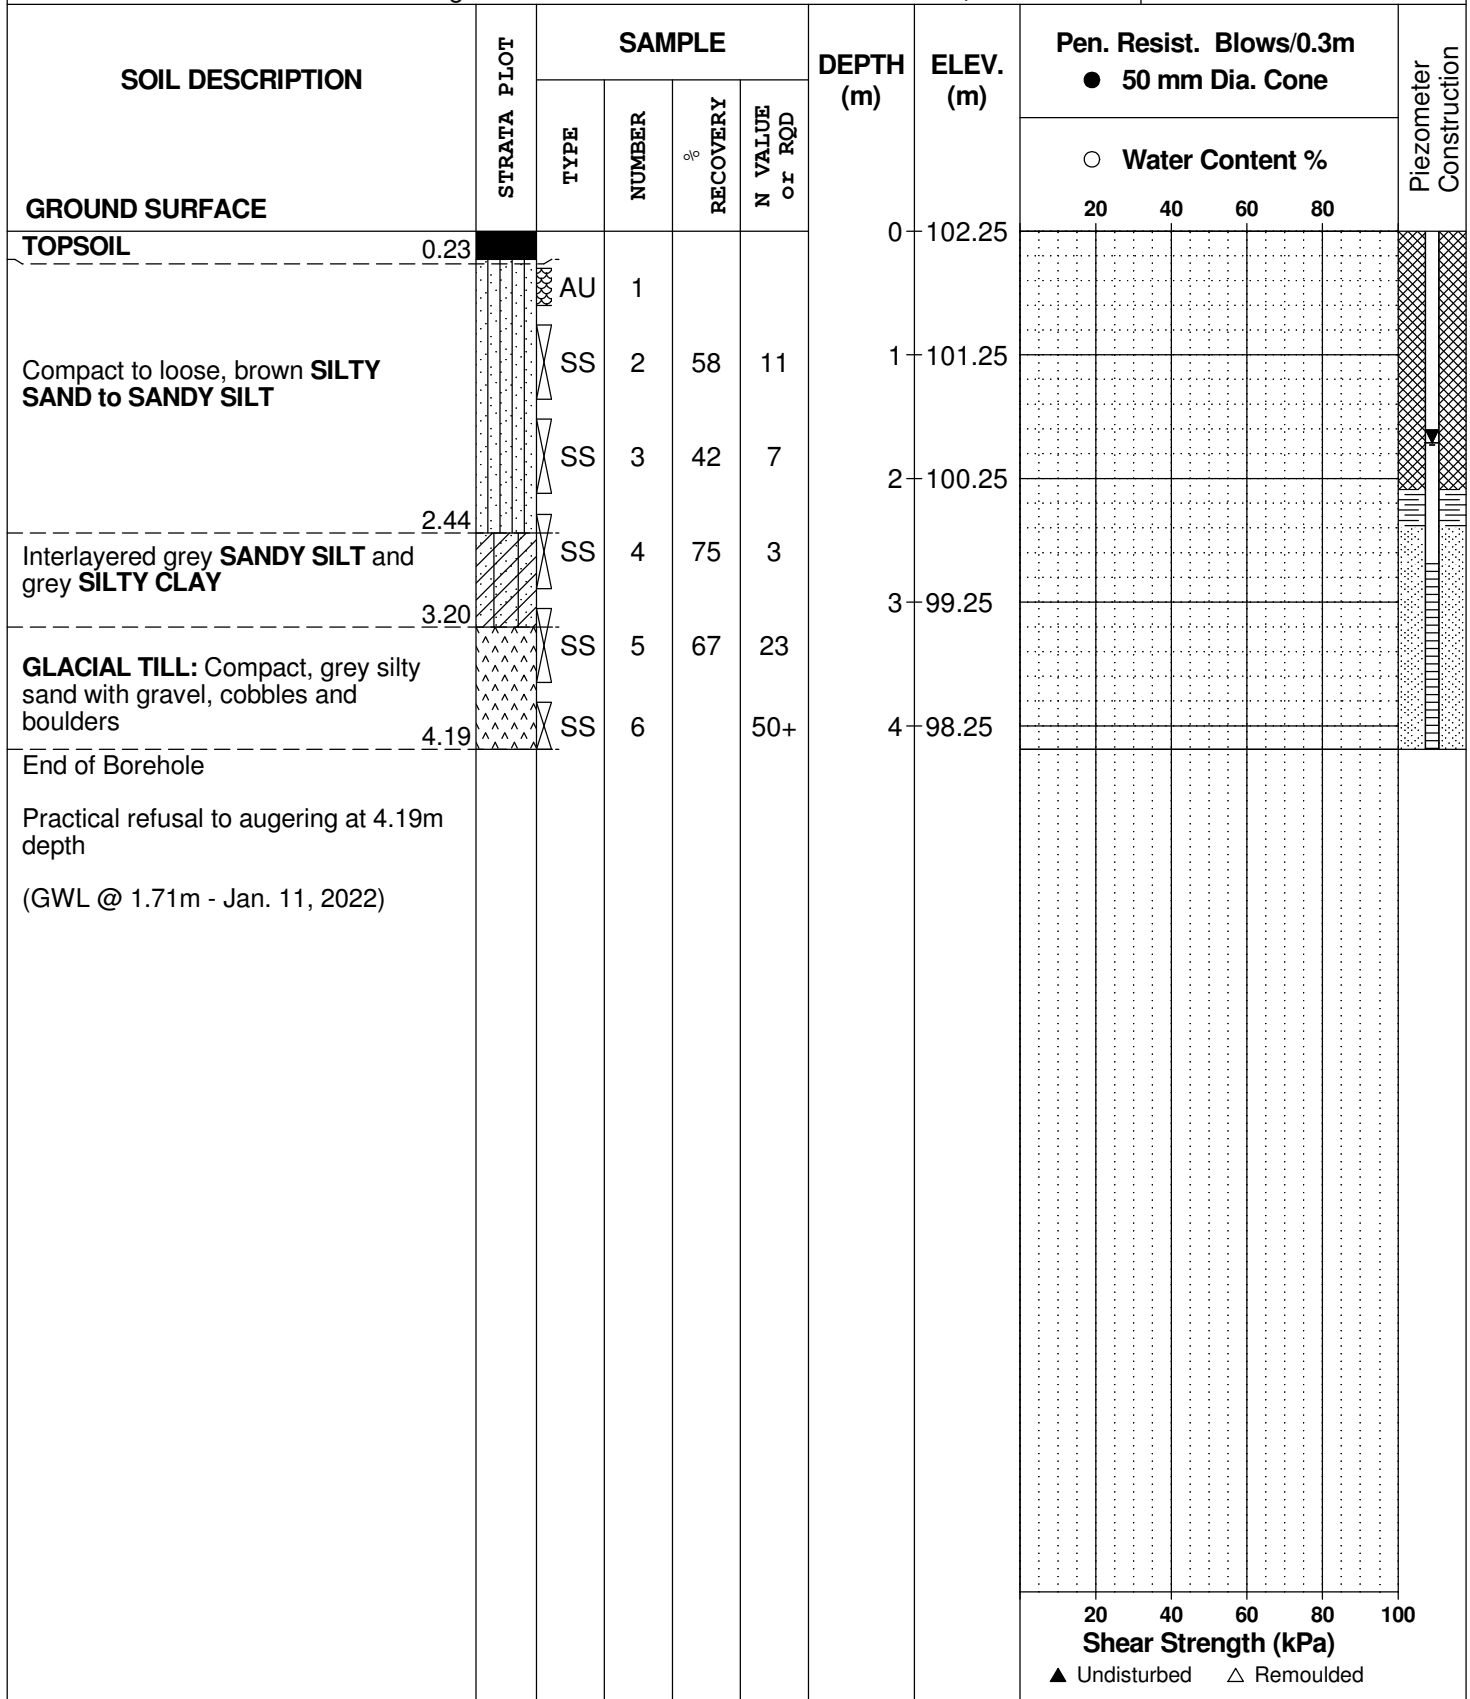 SOIL DESCRIPTION
GROUND SURFACE
STRATA PLOT
SAMPLE
TYPE
NUMBER
%
RECOVERY
N VALUE
or RQD
DEPTH
(m)
ELEV.
(m)
Pen. Resist. Blows/0.3m
● 50 mm Dia. Cone
○ Water Content %
20 40 60 80
Piezometer
Construction
TOPSOIL 0.23
0 102.25
AU 1
Compact to loose, brown SILTY
SAND to SANDY SILT
SS 2 58 11
1 101.25
SS 3 42 7
2 100.25
2.44
Interlayered grey SANDY SILT and
grey SILTY CLAY
SS 4 75 3
3.20
3 99.25
GLACIAL TILL: Compact, grey silty
sand with gravel, cobbles and
boulders
4.19
SS 5 67 23
SS 6 50+
4 98.25
End of Borehole
Practical refusal to augering at 4.19m
depth
(GWL @ 1.71m - Jan. 11, 2022)
20 40 60 80 100
Shear Strength (kPa)
▲ Undisturbed △ Remoulded